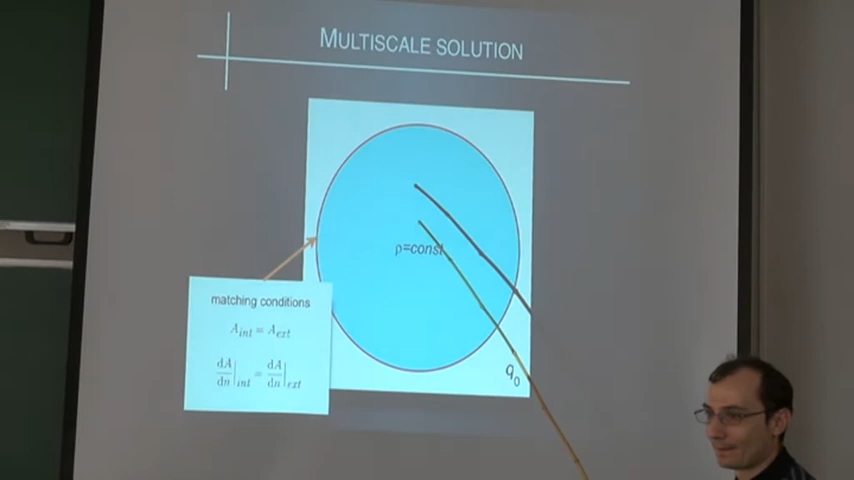 MULTISCALE SOLUTION
ρ=const
matching conditions
A_int = A_ext
dA/dn|_int = dA/dn|_ext
q_0